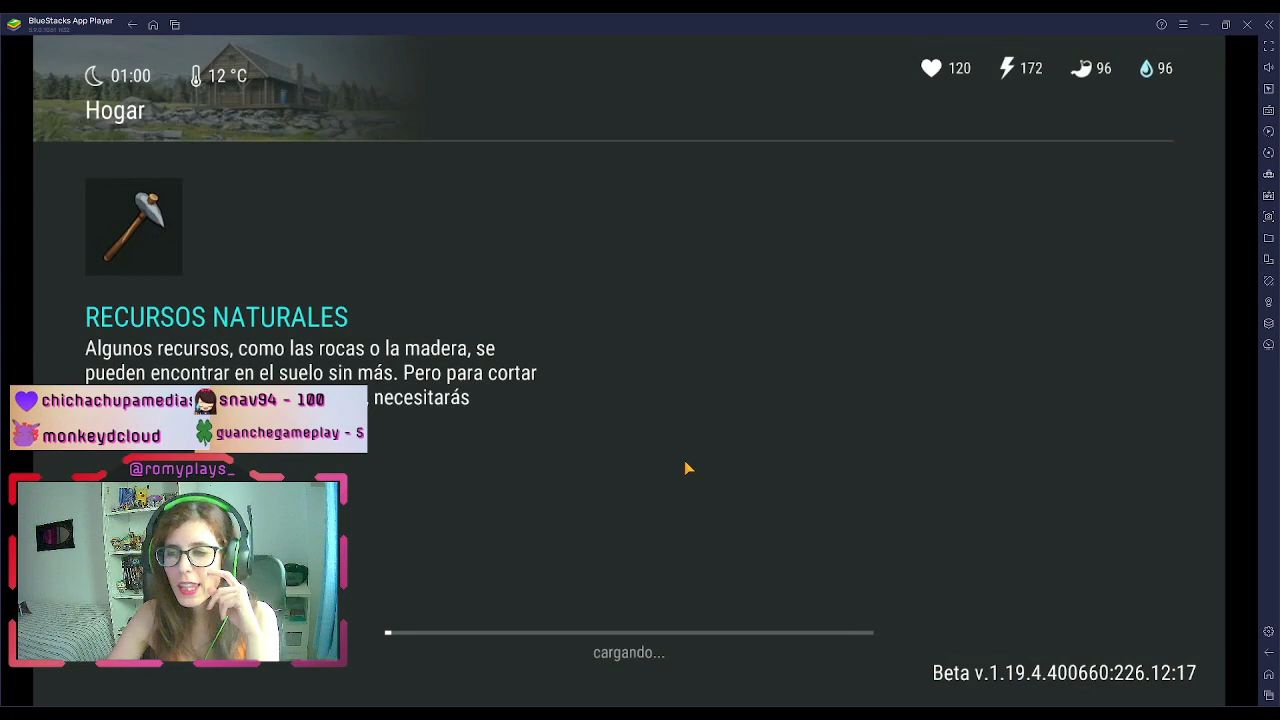 BlueStacks App Player
01:00
12 °C
120
172
96
96
Hogar
RECURSOS NATURALES
Algunos recursos, como las rocas o la madera, se
pueden encontrar en el suelo sin más. Pero para cortar
, necesitarás
chichachupamedias
snav94 - 100
monkeydcloud
guanchegameplay - S
@romyplays_
cargando...
Beta v.1.19.4.400660:226.12:17